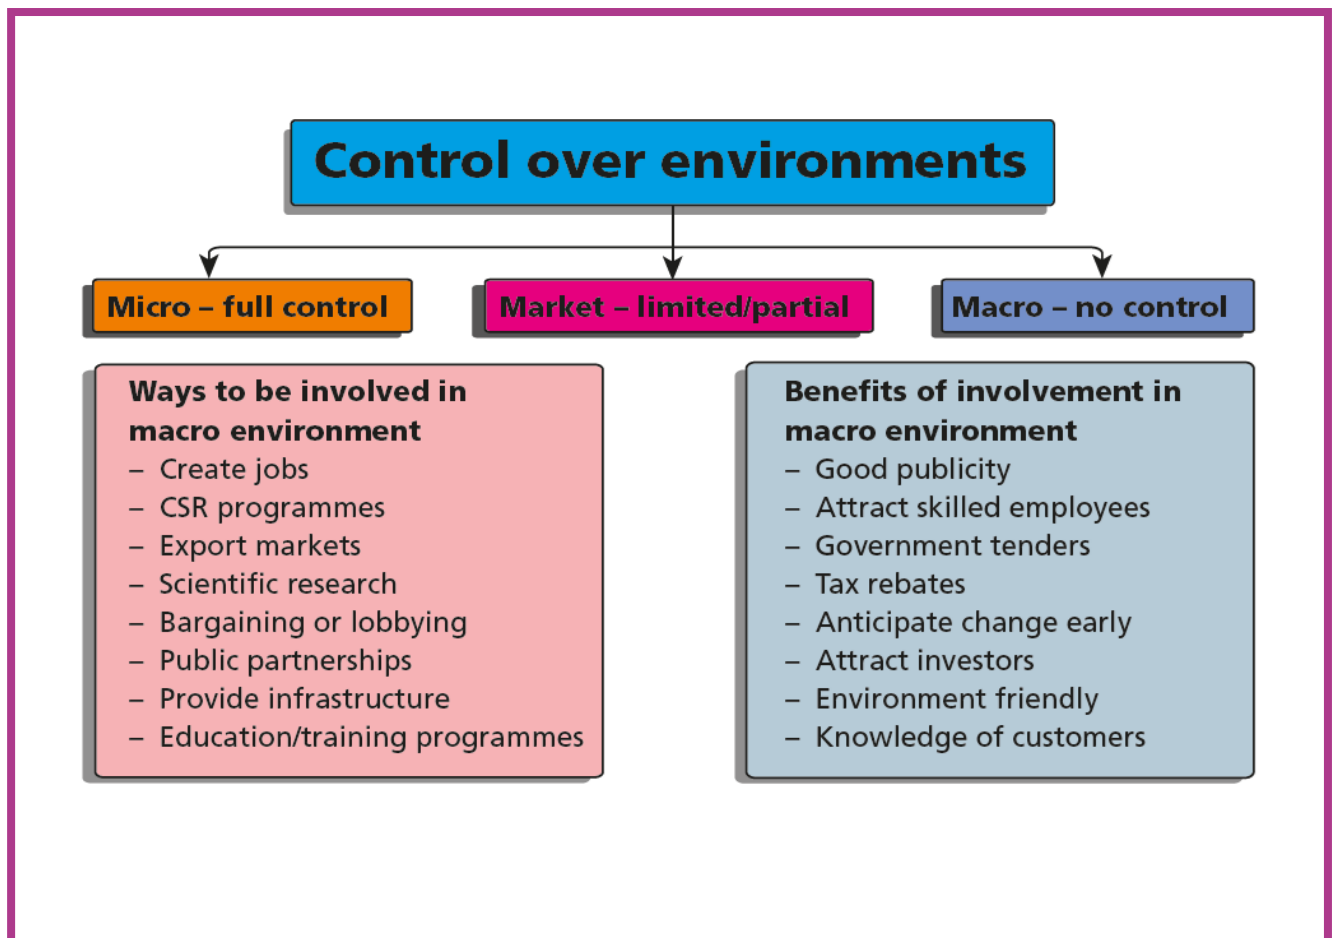 Control over environments
Micro – full control
Market – limited/partial
Macro – no control
Ways to be involved in
macro environment
– Create jobs
– CSR programmes
– Export markets
– Scientific research
– Bargaining or lobbying
– Public partnerships
– Provide infrastructure
– Education/training programmes
Benefits of involvement in
macro environment
– Good publicity
– Attract skilled employees
– Government tenders
– Tax rebates
– Anticipate change early
– Attract investors
– Environment friendly
– Knowledge of customers